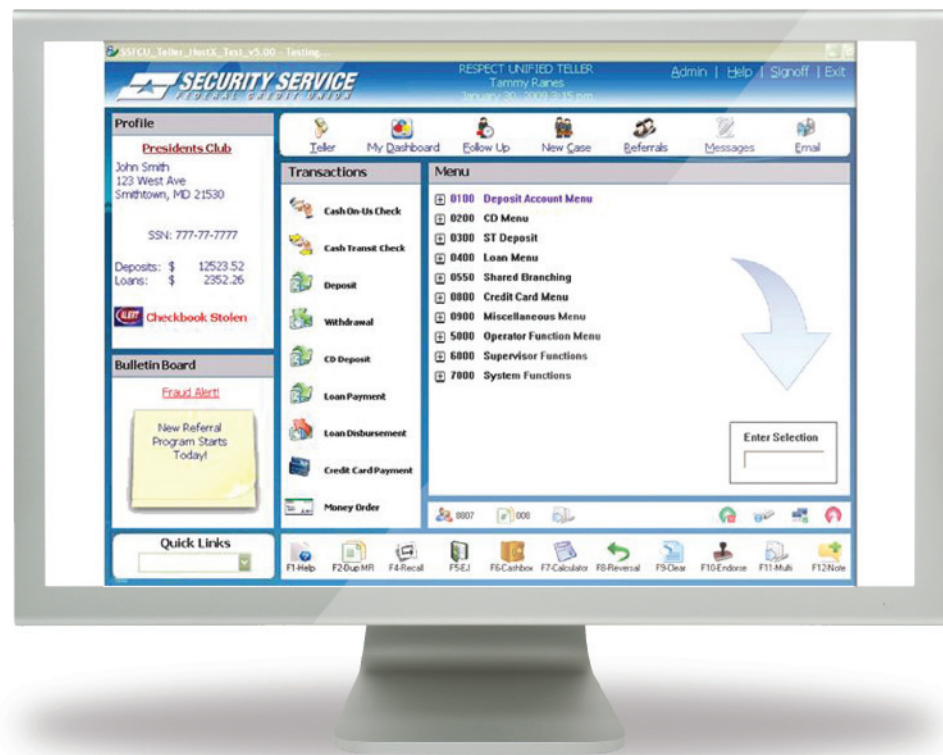 SSFCU_Teller_HostX_Test_v5.00 - Testing...
SECURITY SERVICE
FEDERAL CREDIT UNION
RESPECT UNIFIED TELLER
Tammy Raines
January 30, 2009 3:15 pm
Admin | Help | Signoff | Exit
Profile
Presidents Club
John Smith
123 West Ave
Smithtown, MD 21530
SSN: 777-77-7777
Deposits: $ 12523.52
Loans: $ 2352.26
ALERT Checkbook Stolen
Bulletin Board
Fraud Alert!
New Referral
Program Starts
Today!
Quick Links
Teller My Dashboard Follow Up New Case Referrals Messages Email
Transactions
Cash On-Us Check
Cash Transit Check
Deposit
Withdrawal
CD Deposit
Loan Payment
Loan Disbursement
Credit Card Payment
Money Order
Menu
0100 Deposit Account Menu
0200 CD Menu
0300 ST Deposit
0400 Loan Menu
0550 Shared Branching
0800 Credit Card Menu
0900 Miscellaneous Menu
5000 Operator Function Menu
6000 Supervisor Functions
7000 System Functions
Enter Selection
0807 008
F1-Help F2-Dup MR F4-Recall F5-EJ F6-Cashbox F7-Calculator F8-Reversal F9-Clear F10-Endorse F11-Multi F12-Note